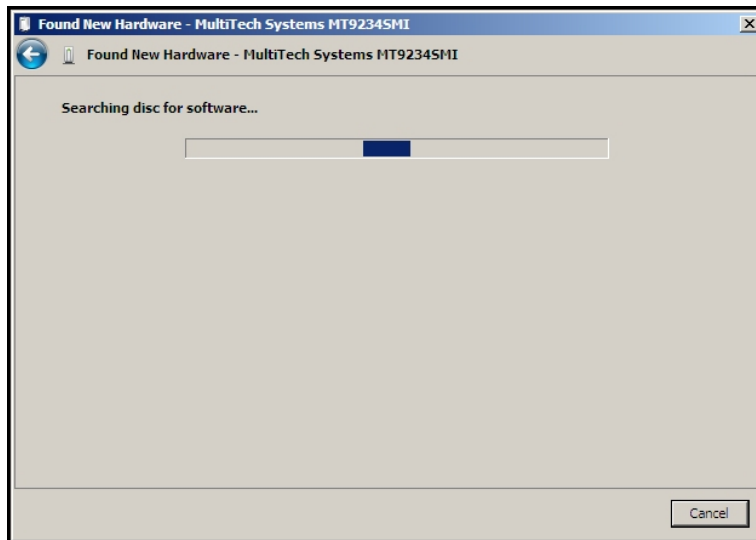 Found New Hardware - MultiTech Systems MT9234SMI
Found New Hardware - MultiTech Systems MT9234SMI
Searching disc for software...
Cancel